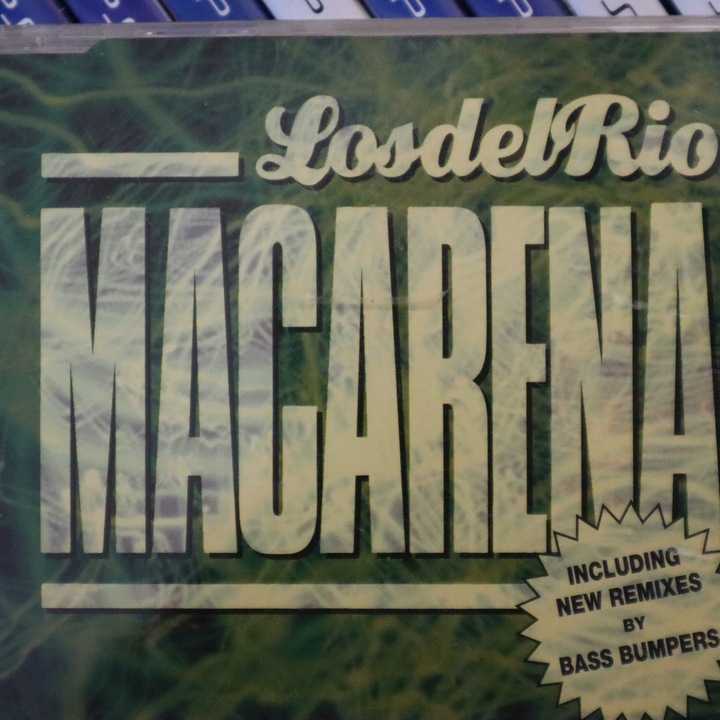 LosdelRio
MACARENA
INCLUDING
NEW REMIXES
BY
BASS BUMPERS